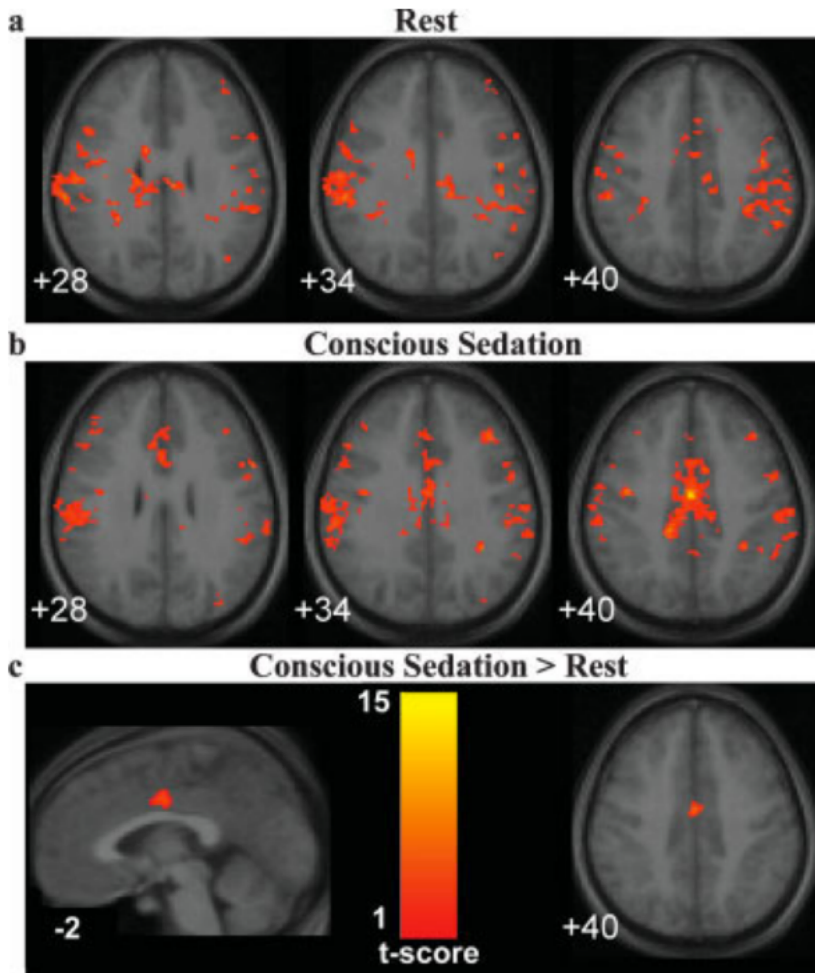 a Rest
+28 +34 +40
b Conscious Sedation
+28 +34 +40
c Conscious Sedation > Rest
15
1
t-score
-2
+40